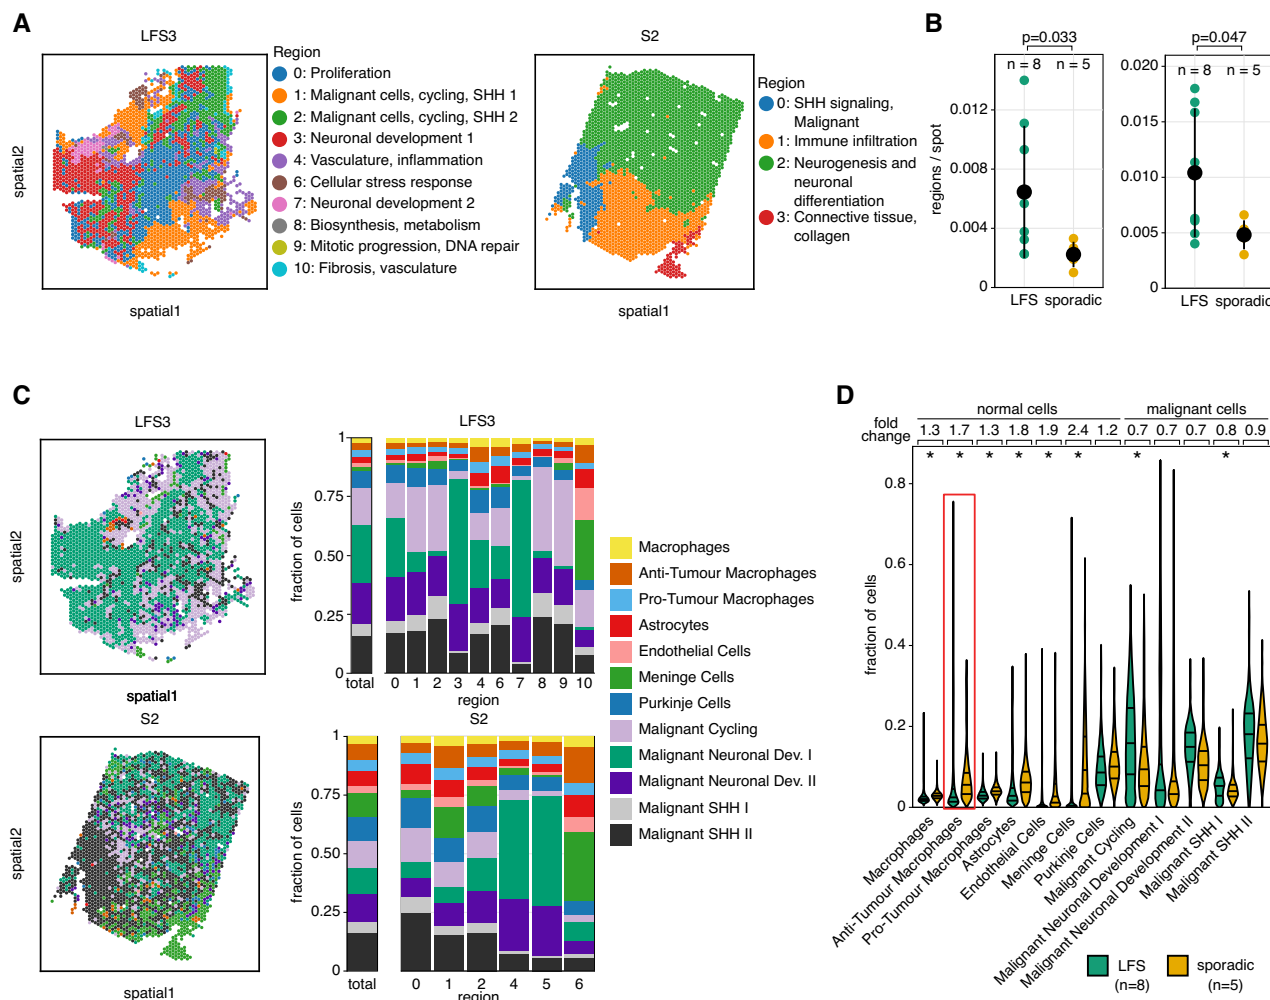 A
LFS3
spatial2
spatial1
Region
0: Proliferation
1: Malignant cells, cycling, SHH 1
2: Malignant cells, cycling, SHH 2
3: Neuronal development 1
4: Vasculature, inflammation
6: Cellular stress response
7: Neuronal development 2
8: Biosynthesis, metabolism
9: Mitotic progression, DNA repair
10: Fibrosis, vasculature
S2
spatial1
Region
0: SHH signaling,
Malignant
1: Immune infiltration
2: Neurogenesis and
neuronal
differentiation
3: Connective tissue,
collagen
B
p=0.033
n = 8 n = 5
regions / spot
0.012
0.008
0.004
0
LFS sporadic
p=0.047
n = 8 n = 5
0.020
0.015
0.010
0.005
0
LFS sporadic
C
LFS3
spatial2
spatial1
LFS3
fraction of cells
1
0.75
0.50
0.25
0
total 0 1 2 3 4 6 7 8 9 10
region
S2
spatial2
spatial1
S2
fraction of cells
1
0.75
0.50
0.25
0
total 0 1 2 4 5 6
region
Macrophages
Anti-Tumour Macrophages
Pro-Tumour Macrophages
Astrocytes
Endothelial Cells
Meninge Cells
Purkinje Cells
Malignant Cycling
Malignant Neuronal Dev. I
Malignant Neuronal Dev. II
Malignant SHH I
Malignant SHH II
D
normal cells malignant cells
fold
change
1.3 1.7 1.3 1.8 1.9 2.4 1.2 0.7 0.7 0.7 0.8 0.9
* * * * * * * *
fraction of cells
0.8
0.6
0.4
0.2
0
Macrophages
Anti-Tumour Macrophages
Pro-Tumour Macrophages
Astrocytes
Endothelial Cells
Meninge Cells
Purkinje Cells
Malignant Cycling
Malignant Neuronal Development I
Malignant Neuronal Development II
Malignant SHH I
Malignant SHH II
LFS
(n=8)
sporadic
(n=5)